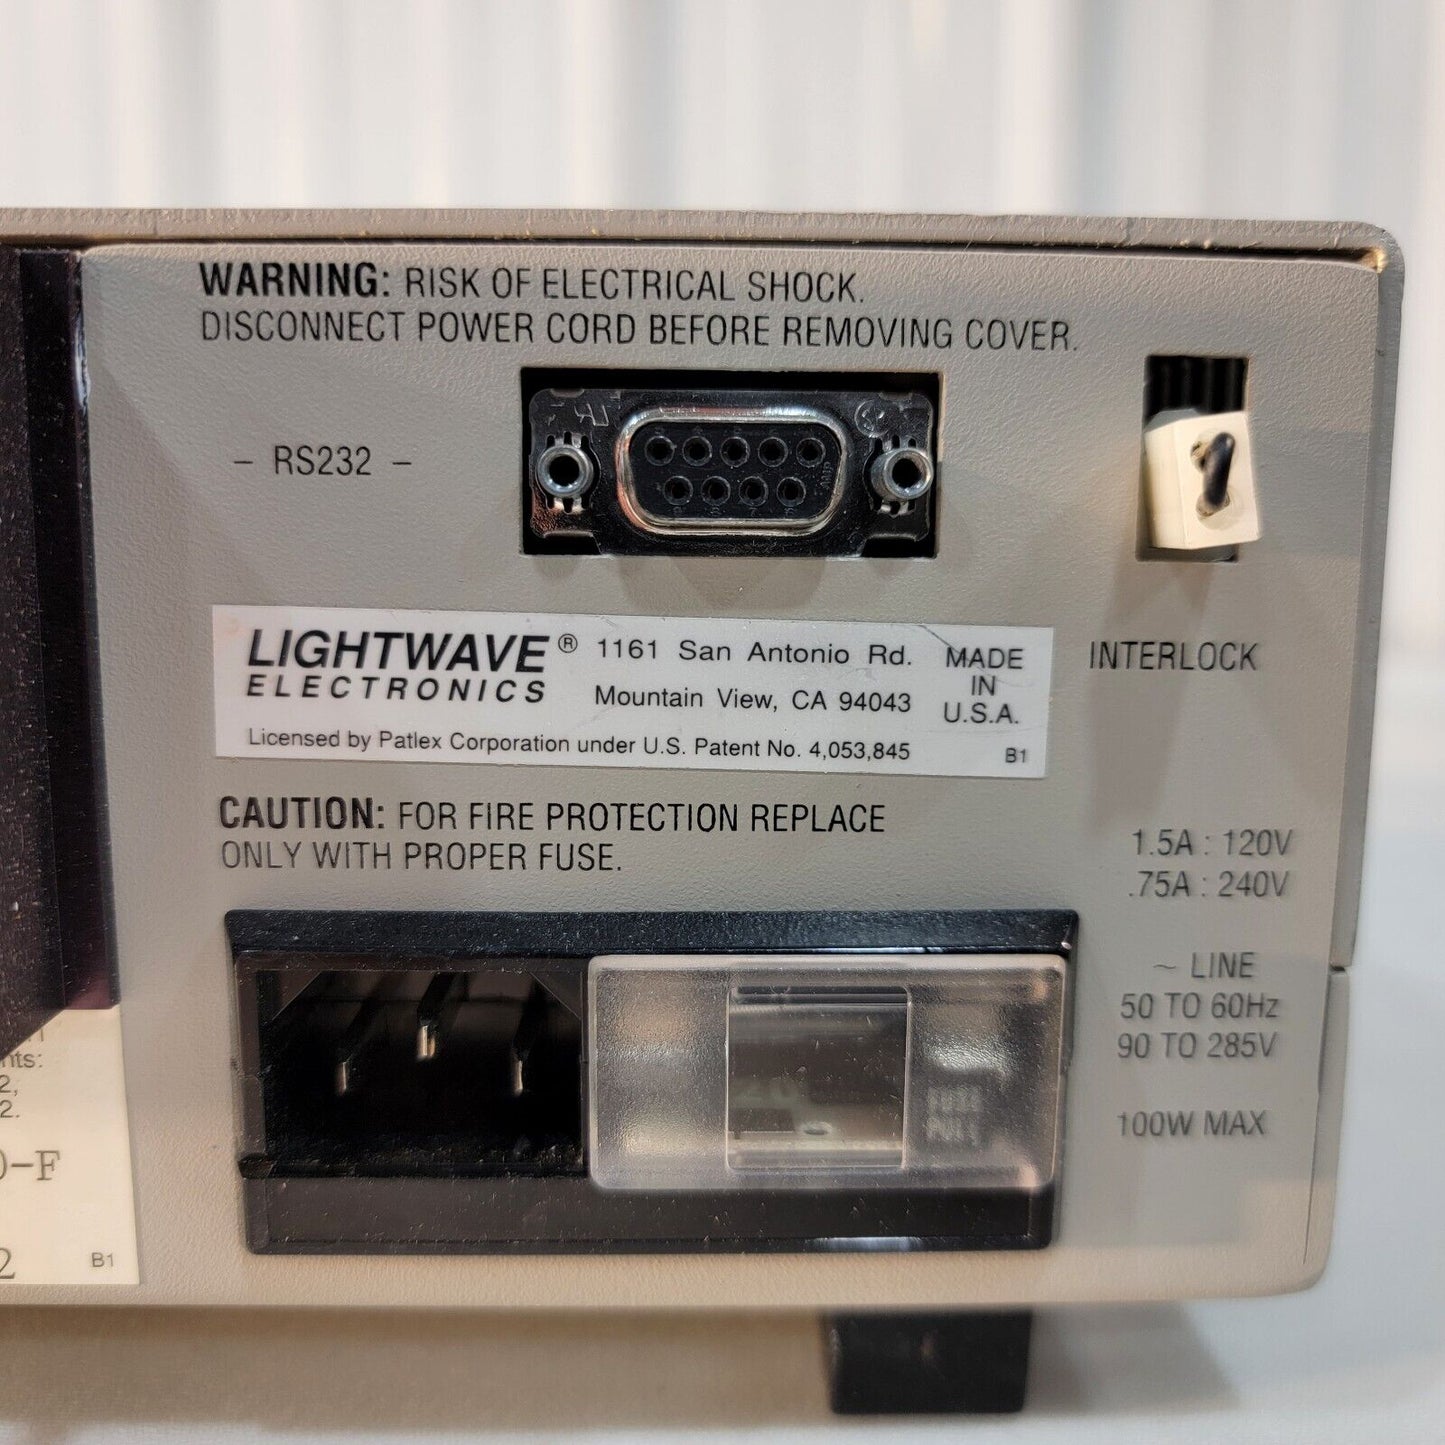 WARNING: RISK OF ELECTRICAL SHOCK.
DISCONNECT POWER CORD BEFORE REMOVING COVER.
– RS232 –
LIGHTWAVE®
ELECTRONICS
1161 San Antonio Rd.
Mountain View, CA 94043
MADE
IN
U.S.A.
Licensed by Patlex Corporation under U.S. Patent No. 4,053,845
B1
INTERLOCK
CAUTION: FOR FIRE PROTECTION REPLACE
ONLY WITH PROPER FUSE.
1.5A : 120V
.75A : 240V
~ LINE
50 TO 60Hz
90 TO 285V
100W MAX
FUSE
PULL
nts:
2,
2.
0-F
2
B1